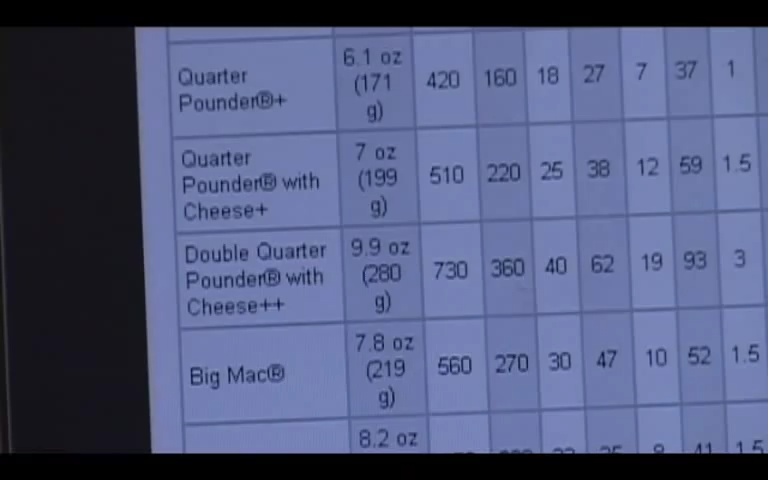 Quarter
Pounder®+
6.1 oz
(171
g)
420 160 18 27 7 37 1
Quarter
Pounder® with
Cheese+
7 oz
(199
g)
510 220 25 38 12 59 1.5
Double Quarter
Pounder® with
Cheese++
9.9 oz
(280
g)
730 360 40 62 19 93 3
Big Mac®
7.8 oz
(219
g)
560 270 30 47 10 52 1.5
8.2 oz